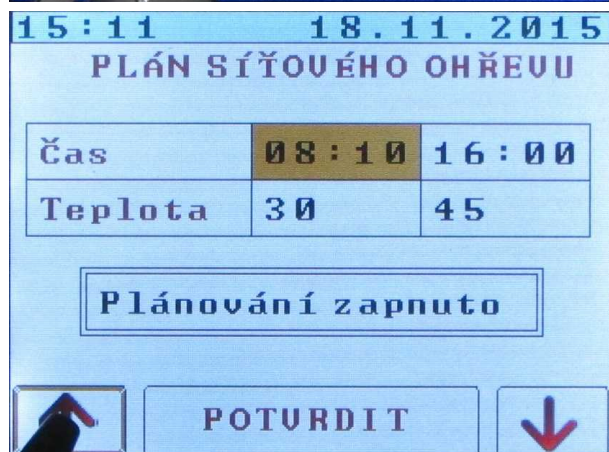 15:11 18.11.2015
PLÁN SÍŤOVÉHO OHŘEVU
Čas 08:10 16:00
Teplota 30 45
Plánování zapnuto
POTVRDIT